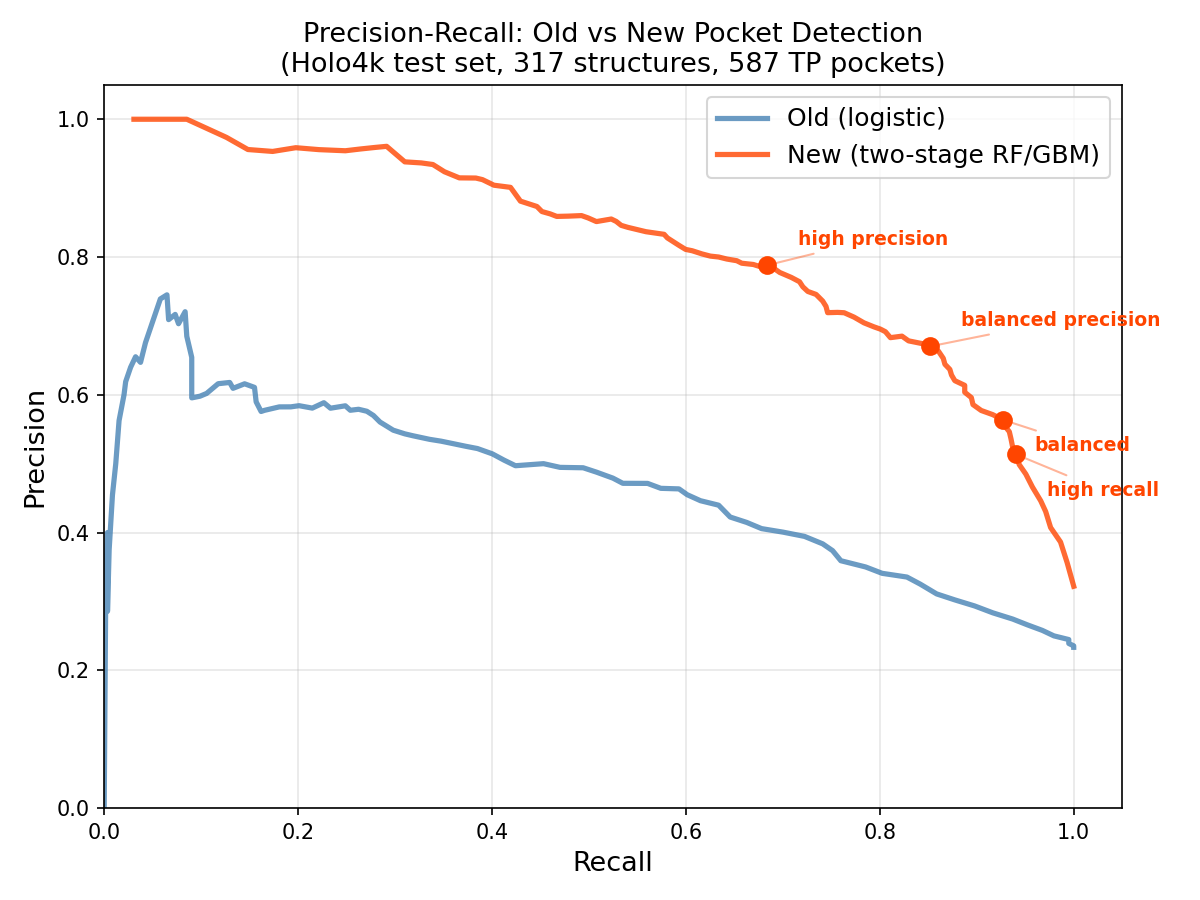 Precision-Recall: Old vs New Pocket Detection
(Holo4k test set, 317 structures, 587 TP pockets)
Old (logistic)
New (two-stage RF/GBM)
high precision
balanced precision
balanced
high recall
Precision
1.0
0.8
0.6
0.4
0.2
0.0
0.0 0.2 0.4 0.6 0.8 1.0
Recall